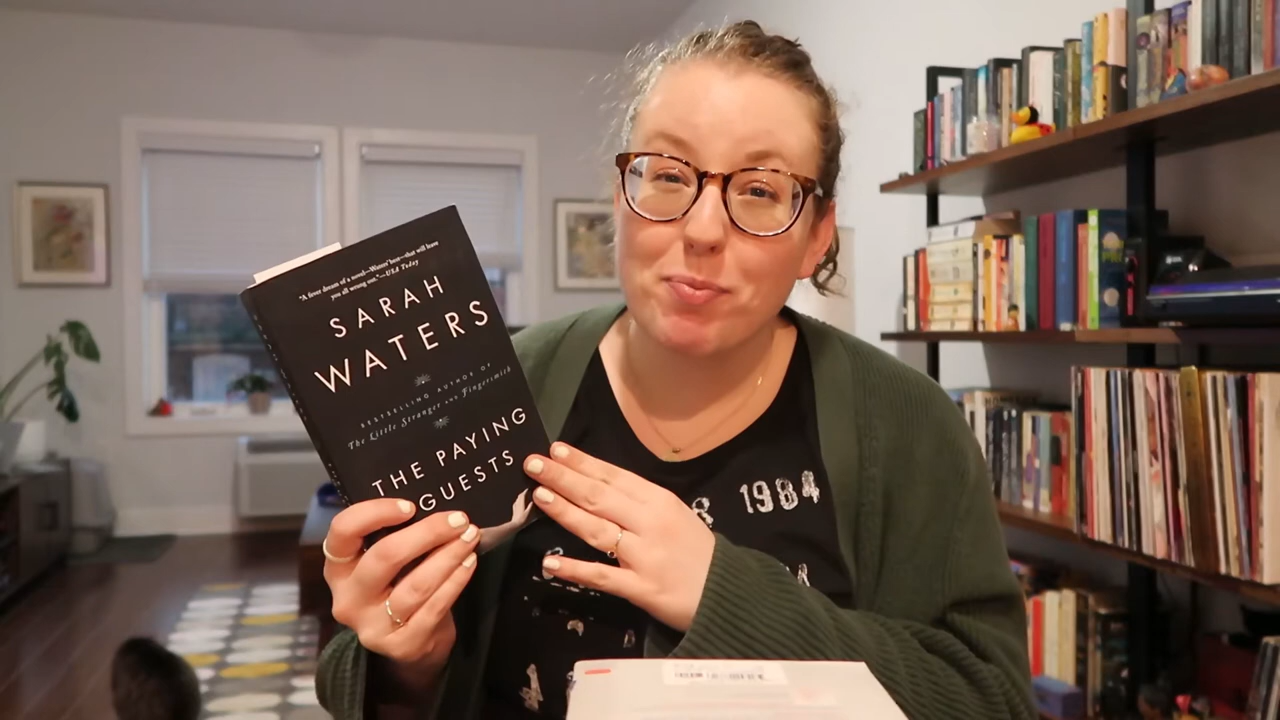 "A fever dream of a novel—Waters' best—that will leave
you all wrung out."—USA Today
SARAH
WATERS
BESTSELLING AUTHOR OF
The Little Stranger AND Fingersmith
THE PAYING
GUESTS
1984